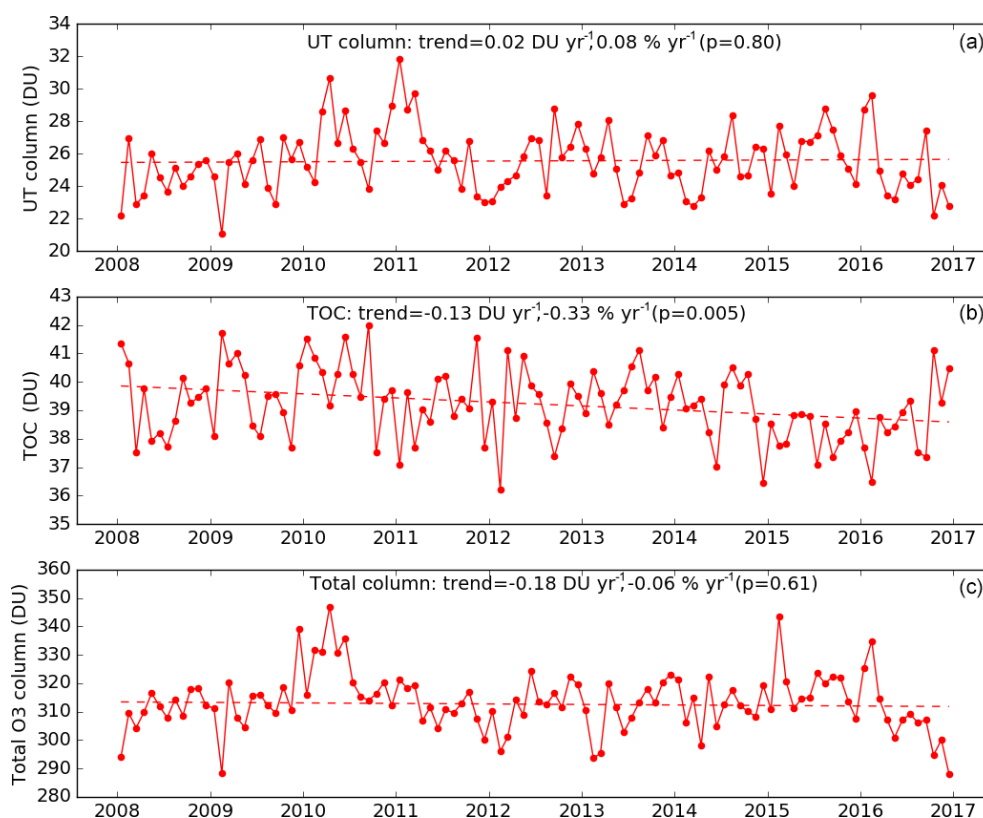 34
32
30
28
26
24
22
20
UT column (DU)
UT column: trend=0.02 DU yr⁻¹; 0.08 % yr⁻¹ (p=0.80)
(a)
2008 2009 2010 2011 2012 2013 2014 2015 2016 2017
43
42
41
40
39
38
37
36
35
TOC (DU)
TOC: trend=-0.13 DU yr⁻¹; -0.33 % yr⁻¹ (p=0.005)
(b)
2008 2009 2010 2011 2012 2013 2014 2015 2016 2017
360
350
340
330
320
310
300
290
280
Total O3 column (DU)
Total column: trend=-0.18 DU yr⁻¹; -0.06 % yr⁻¹ (p=0.61)
(c)
2008 2009 2010 2011 2012 2013 2014 2015 2016 2017